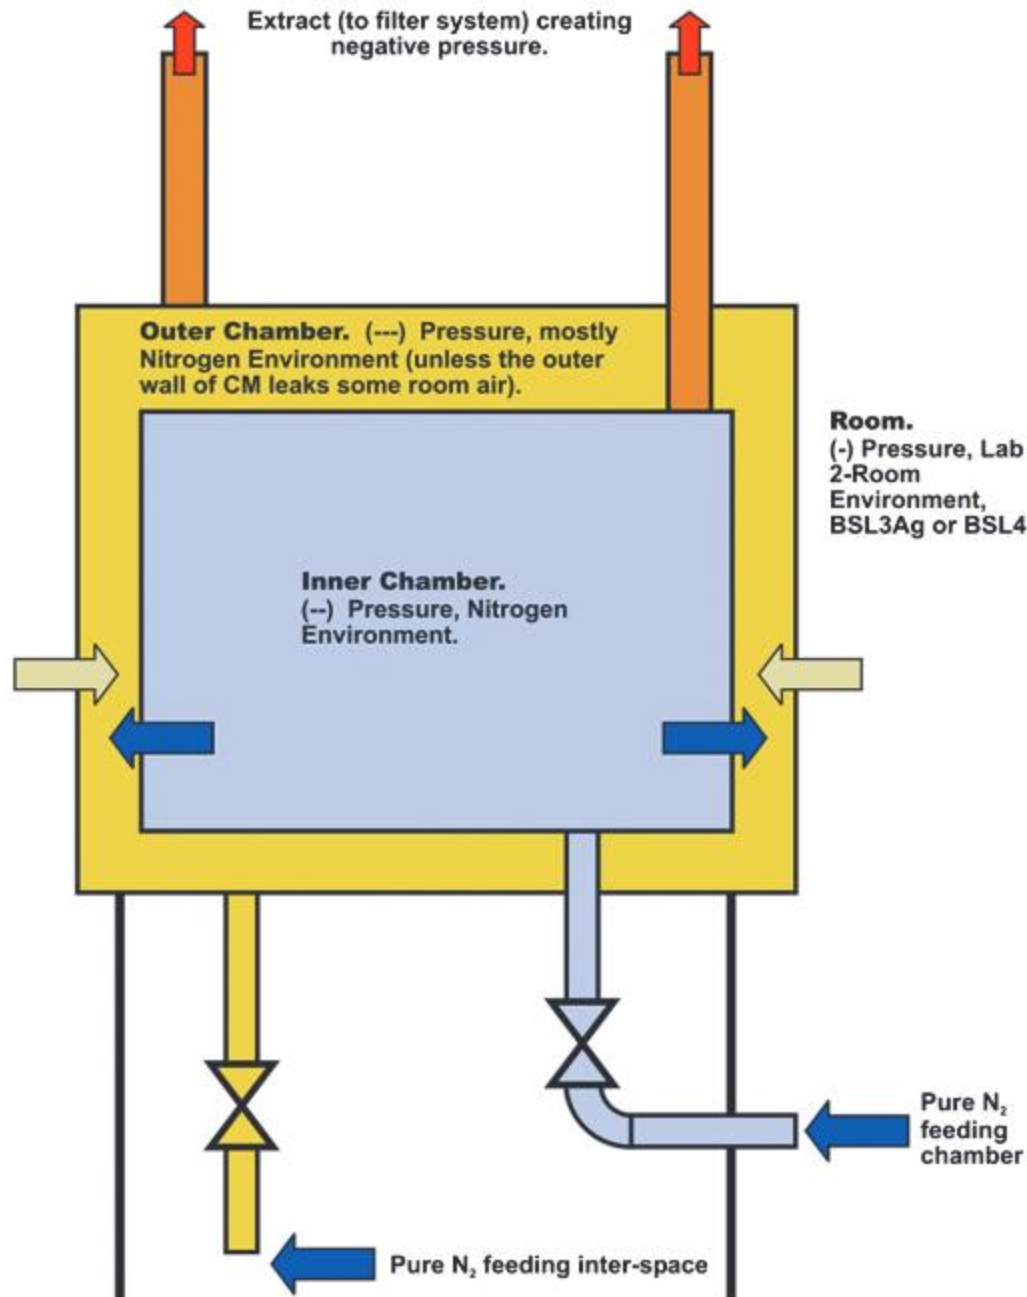 Extract (to filter system) creating
negative pressure.
Outer Chamber. (---) Pressure, mostly
Nitrogen Environment (unless the outer
wall of CM leaks some room air).
Room.
(-) Pressure, Lab
2-Room
Environment,
BSL3Ag or BSL4
Inner Chamber.
(--) Pressure, Nitrogen
Environment.
Pure N₂
feeding
chamber
Pure N₂ feeding inter-space